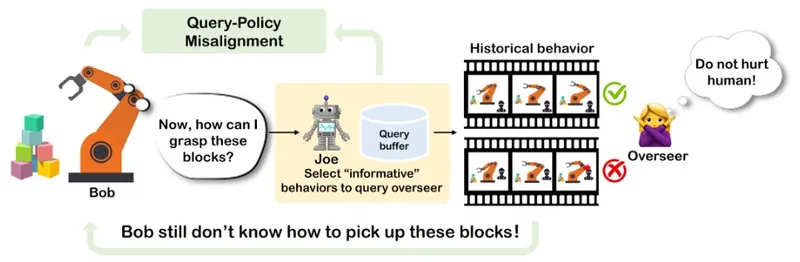 Query-Policy
Misalignment
Historical behavior
Do not hurt
human!
Now, how can I
grasp these
blocks?
Query
buffer
Joe
Select “informative”
behaviors to query overseer
Bob
Overseer
Bob still don’t know how to pick up these blocks!